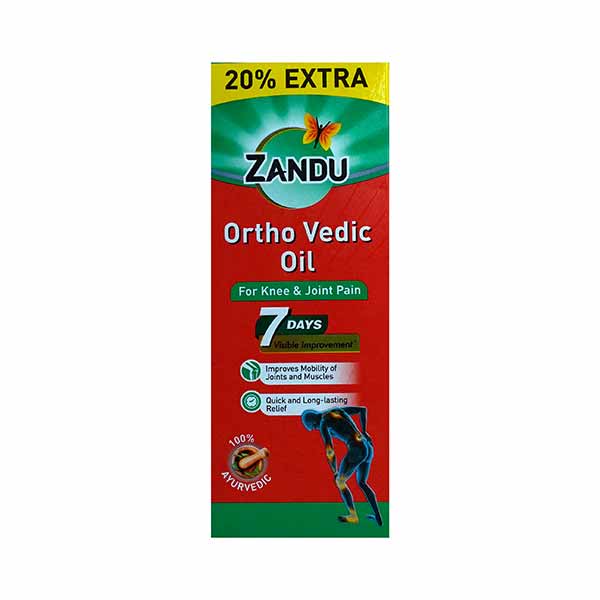 20% EXTRA
ZANDU
Ortho Vedic
Oil
For Knee & Joint Pain
7 DAYS
Visible Improvement*
Improves Mobility of
Joints and Muscles
Quick and Long-lasting
Relief
100%
AYURVEDIC